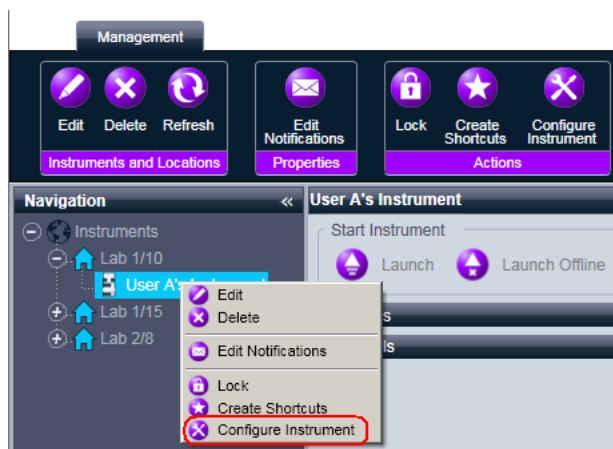 Management
Edit Delete Refresh Edit Notifications Lock Create Shortcuts Configure Instrument
Instruments and Locations Properties Actions
Navigation « User A's Instrument
Instruments
Start Instrument
Lab 1/10
Launch Launch Offline
User A's
Edit
Lab 1/15
Delete
Lab 2/8
Edit Notifications
Lock
Create Shortcuts
Configure Instrument